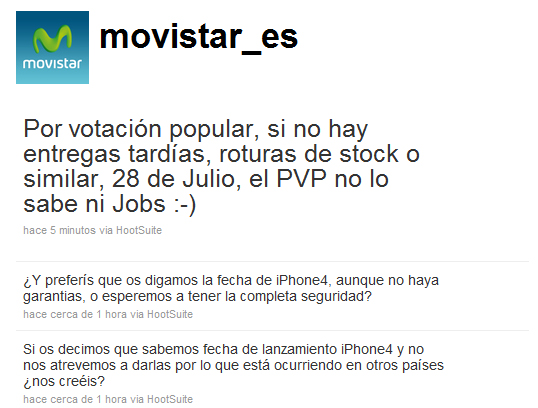 movistar
movistar_es
Por votación popular, si no hay
entregas tardías, roturas de stock o
similar, 28 de Julio, el PVP no lo
sabe ni Jobs :-)
hace 5 minutos via HootSuite
¿Y preferís que os digamos la fecha de iPhone4, aunque no haya
garantias, o esperemos a tener la completa seguridad?
hace cerca de 1 hora via HootSuite
Si os decimos que sabemos fecha de lanzamiento iPhone4 y no
nos atrevemos a darlas por lo que está ocurriendo en otros países
¿nos creéis?
hace cerca de 1 hora via HootSuite